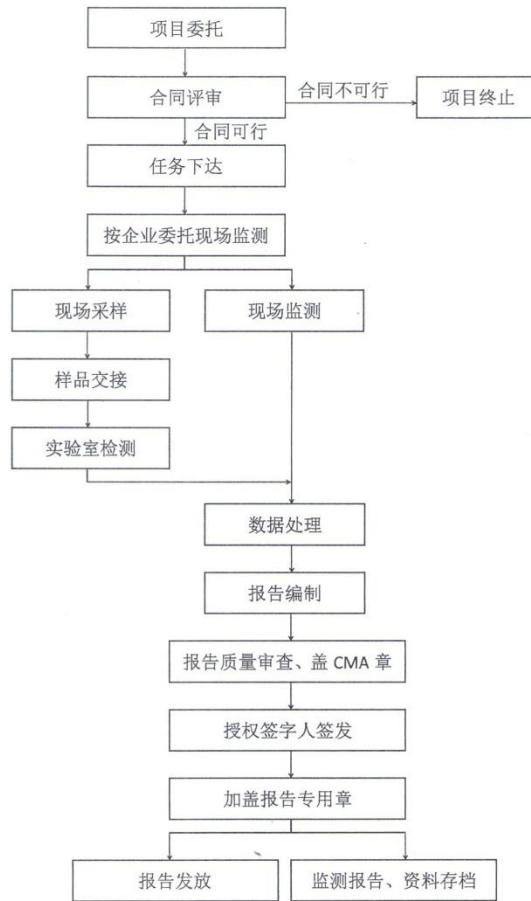 项目委托
合同评审
合同不可行
项目终止
合同可行
任务下达
按企业委托现场监测
现场采样
现场监测
样品交接
实验室检测
数据处理
报告编制
报告质量审查、盖 CMA 章
授权签字人签发
加盖报告专用章
报告发放
监测报告、资料存档